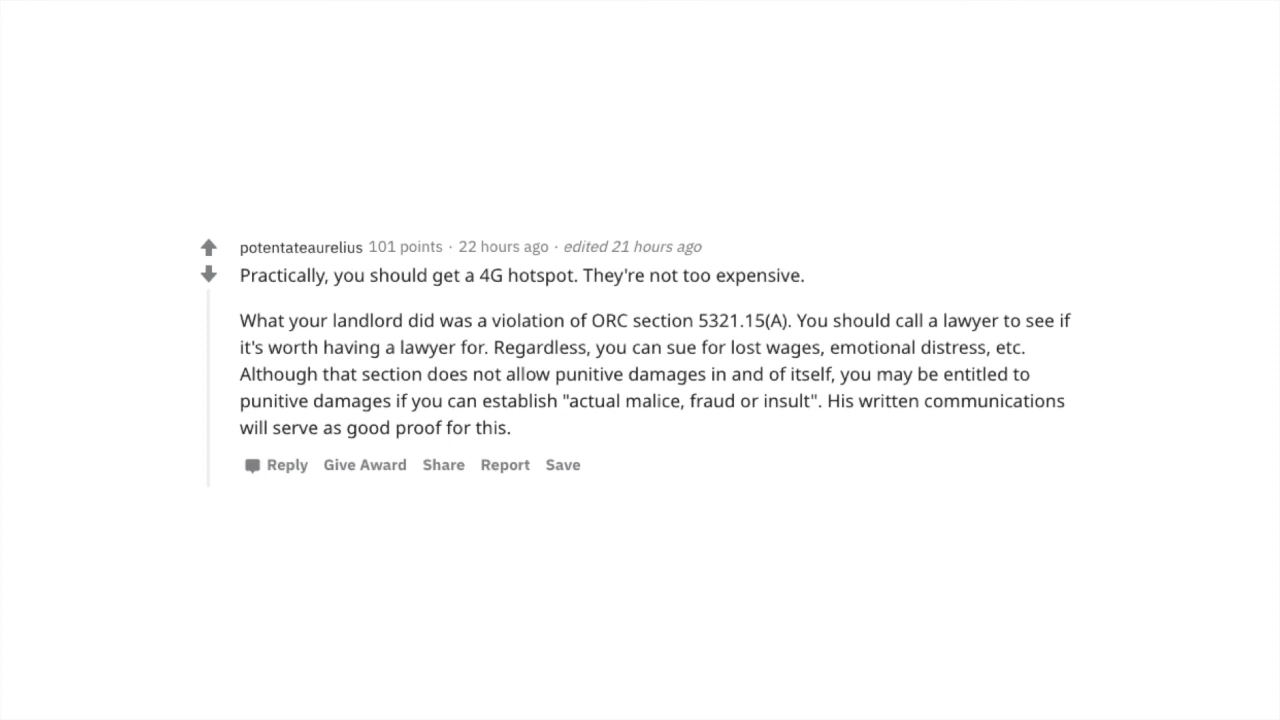 potentateaurelius 101 points · 22 hours ago · edited 21 hours ago
Practically, you should get a 4G hotspot. They're not too expensive.
What your landlord did was a violation of ORC section 5321.15(A). You should call a lawyer to see if
it's worth having a lawyer for. Regardless, you can sue for lost wages, emotional distress, etc.
Although that section does not allow punitive damages in and of itself, you may be entitled to
punitive damages if you can establish "actual malice, fraud or insult". His written communications
will serve as good proof for this.
Reply Give Award Share Report Save